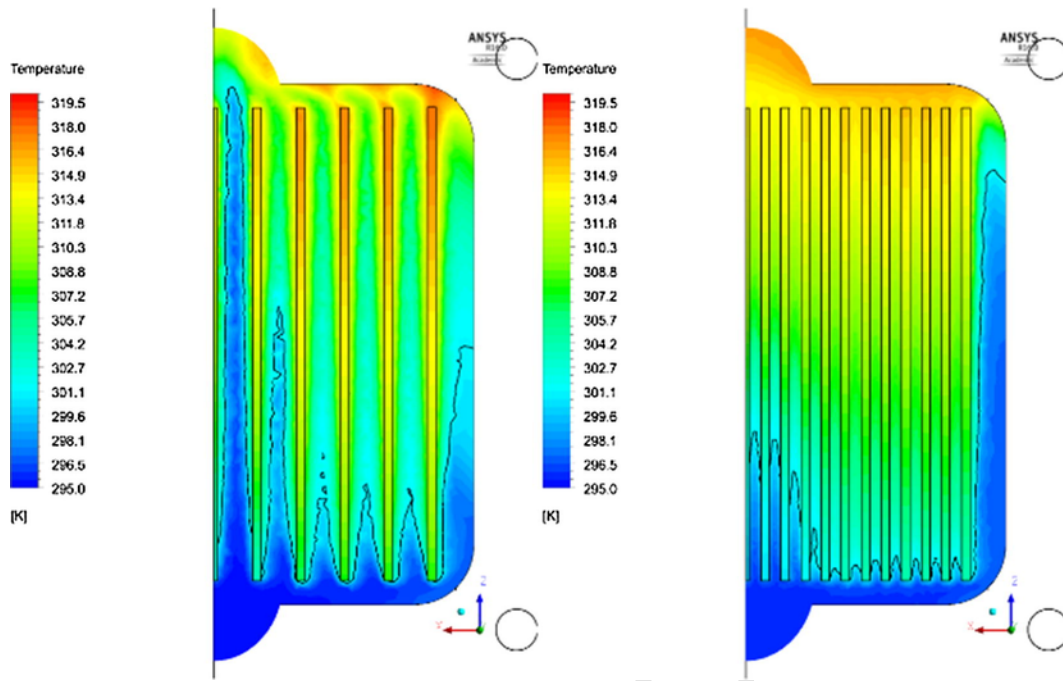 ANSYS
Academic
Temperature
319.5
318.0
316.4
314.9
313.4
311.8
310.3
308.8
307.2
305.7
304.2
302.7
301.1
299.6
298.1
296.5
295.0
[K]
Z
X
ANSYS
Academic
Temperature
319.5
318.0
316.4
314.9
313.4
311.8
310.3
308.8
307.2
305.7
304.2
302.7
301.1
299.6
298.1
296.5
295.0
[K]
Z
X